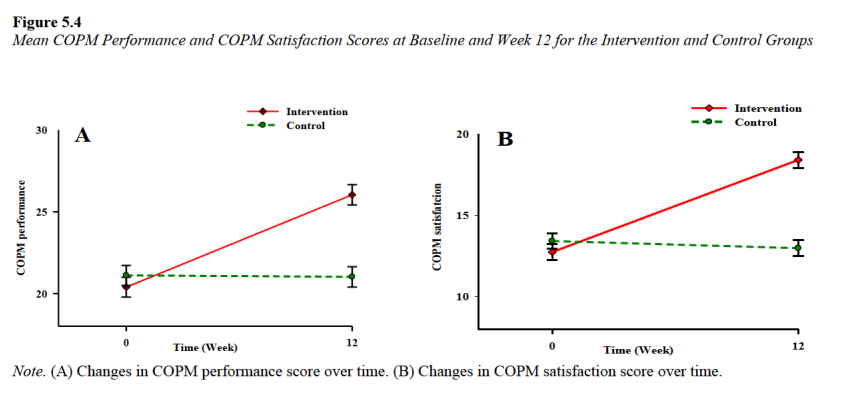 Figure 5.4
Mean COPM Performance and COPM Satisfaction Scores at Baseline and Week 12 for the Intervention and Control Groups
Intervention
Control
A
30
25
20
COPM performance
0
12
Time (Week)
Intervention
Control
B
20
15
10
COPM satisfatcion
0
12
Time (Week)
Note. (A) Changes in COPM performance score over time. (B) Changes in COPM satisfaction score over time.